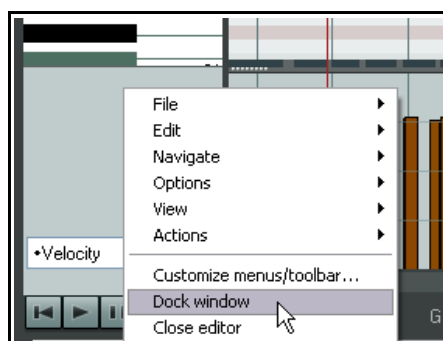 File
Edit
Navigate
Options
View
Actions
•Velocity
Customize menus/toolbar...
Dock window
Close editor
G